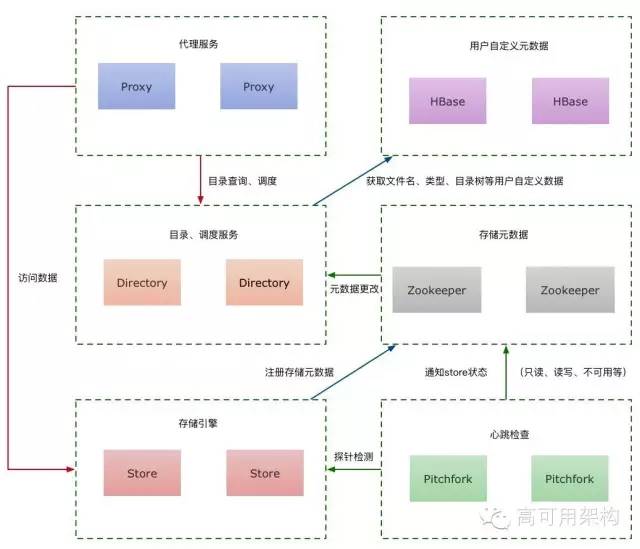 代理服务
Proxy
Proxy
用户自定义元数据
HBase
HBase
目录查询、调度
获取文件名、类型、目录树等用户自定义数据
目录、调度服务
Directory
Directory
存储元数据
Zookeeper
Zookeeper
访问数据
元数据更改
注册存储元数据
通知store状态
（只读、读写、不可用等）
存储引擎
Store
Store
探针检测
心跳检查
Pitchfork
Pitchfork
高可用架构